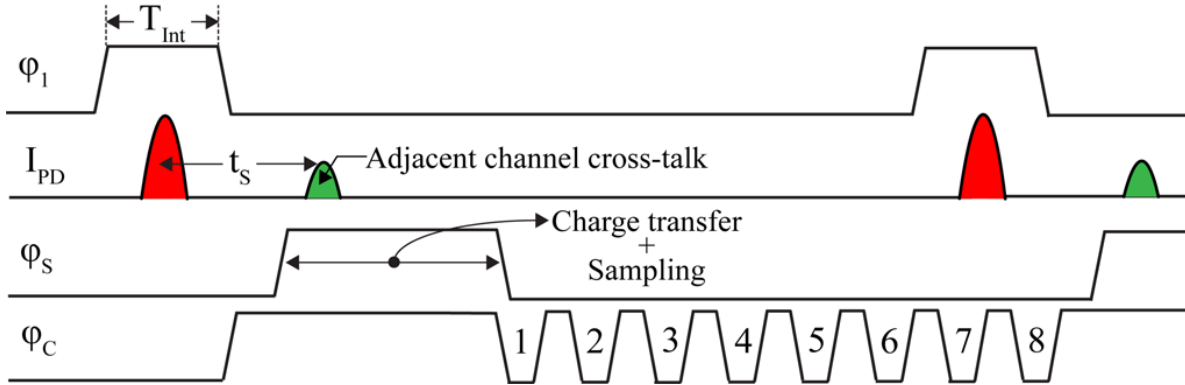 T_Int
φ_1
I_PD
t_S
Adjacent channel cross-talk
Charge transfer
+
Sampling
φ_S
φ_C
1 2 3 4 5 6 7 8